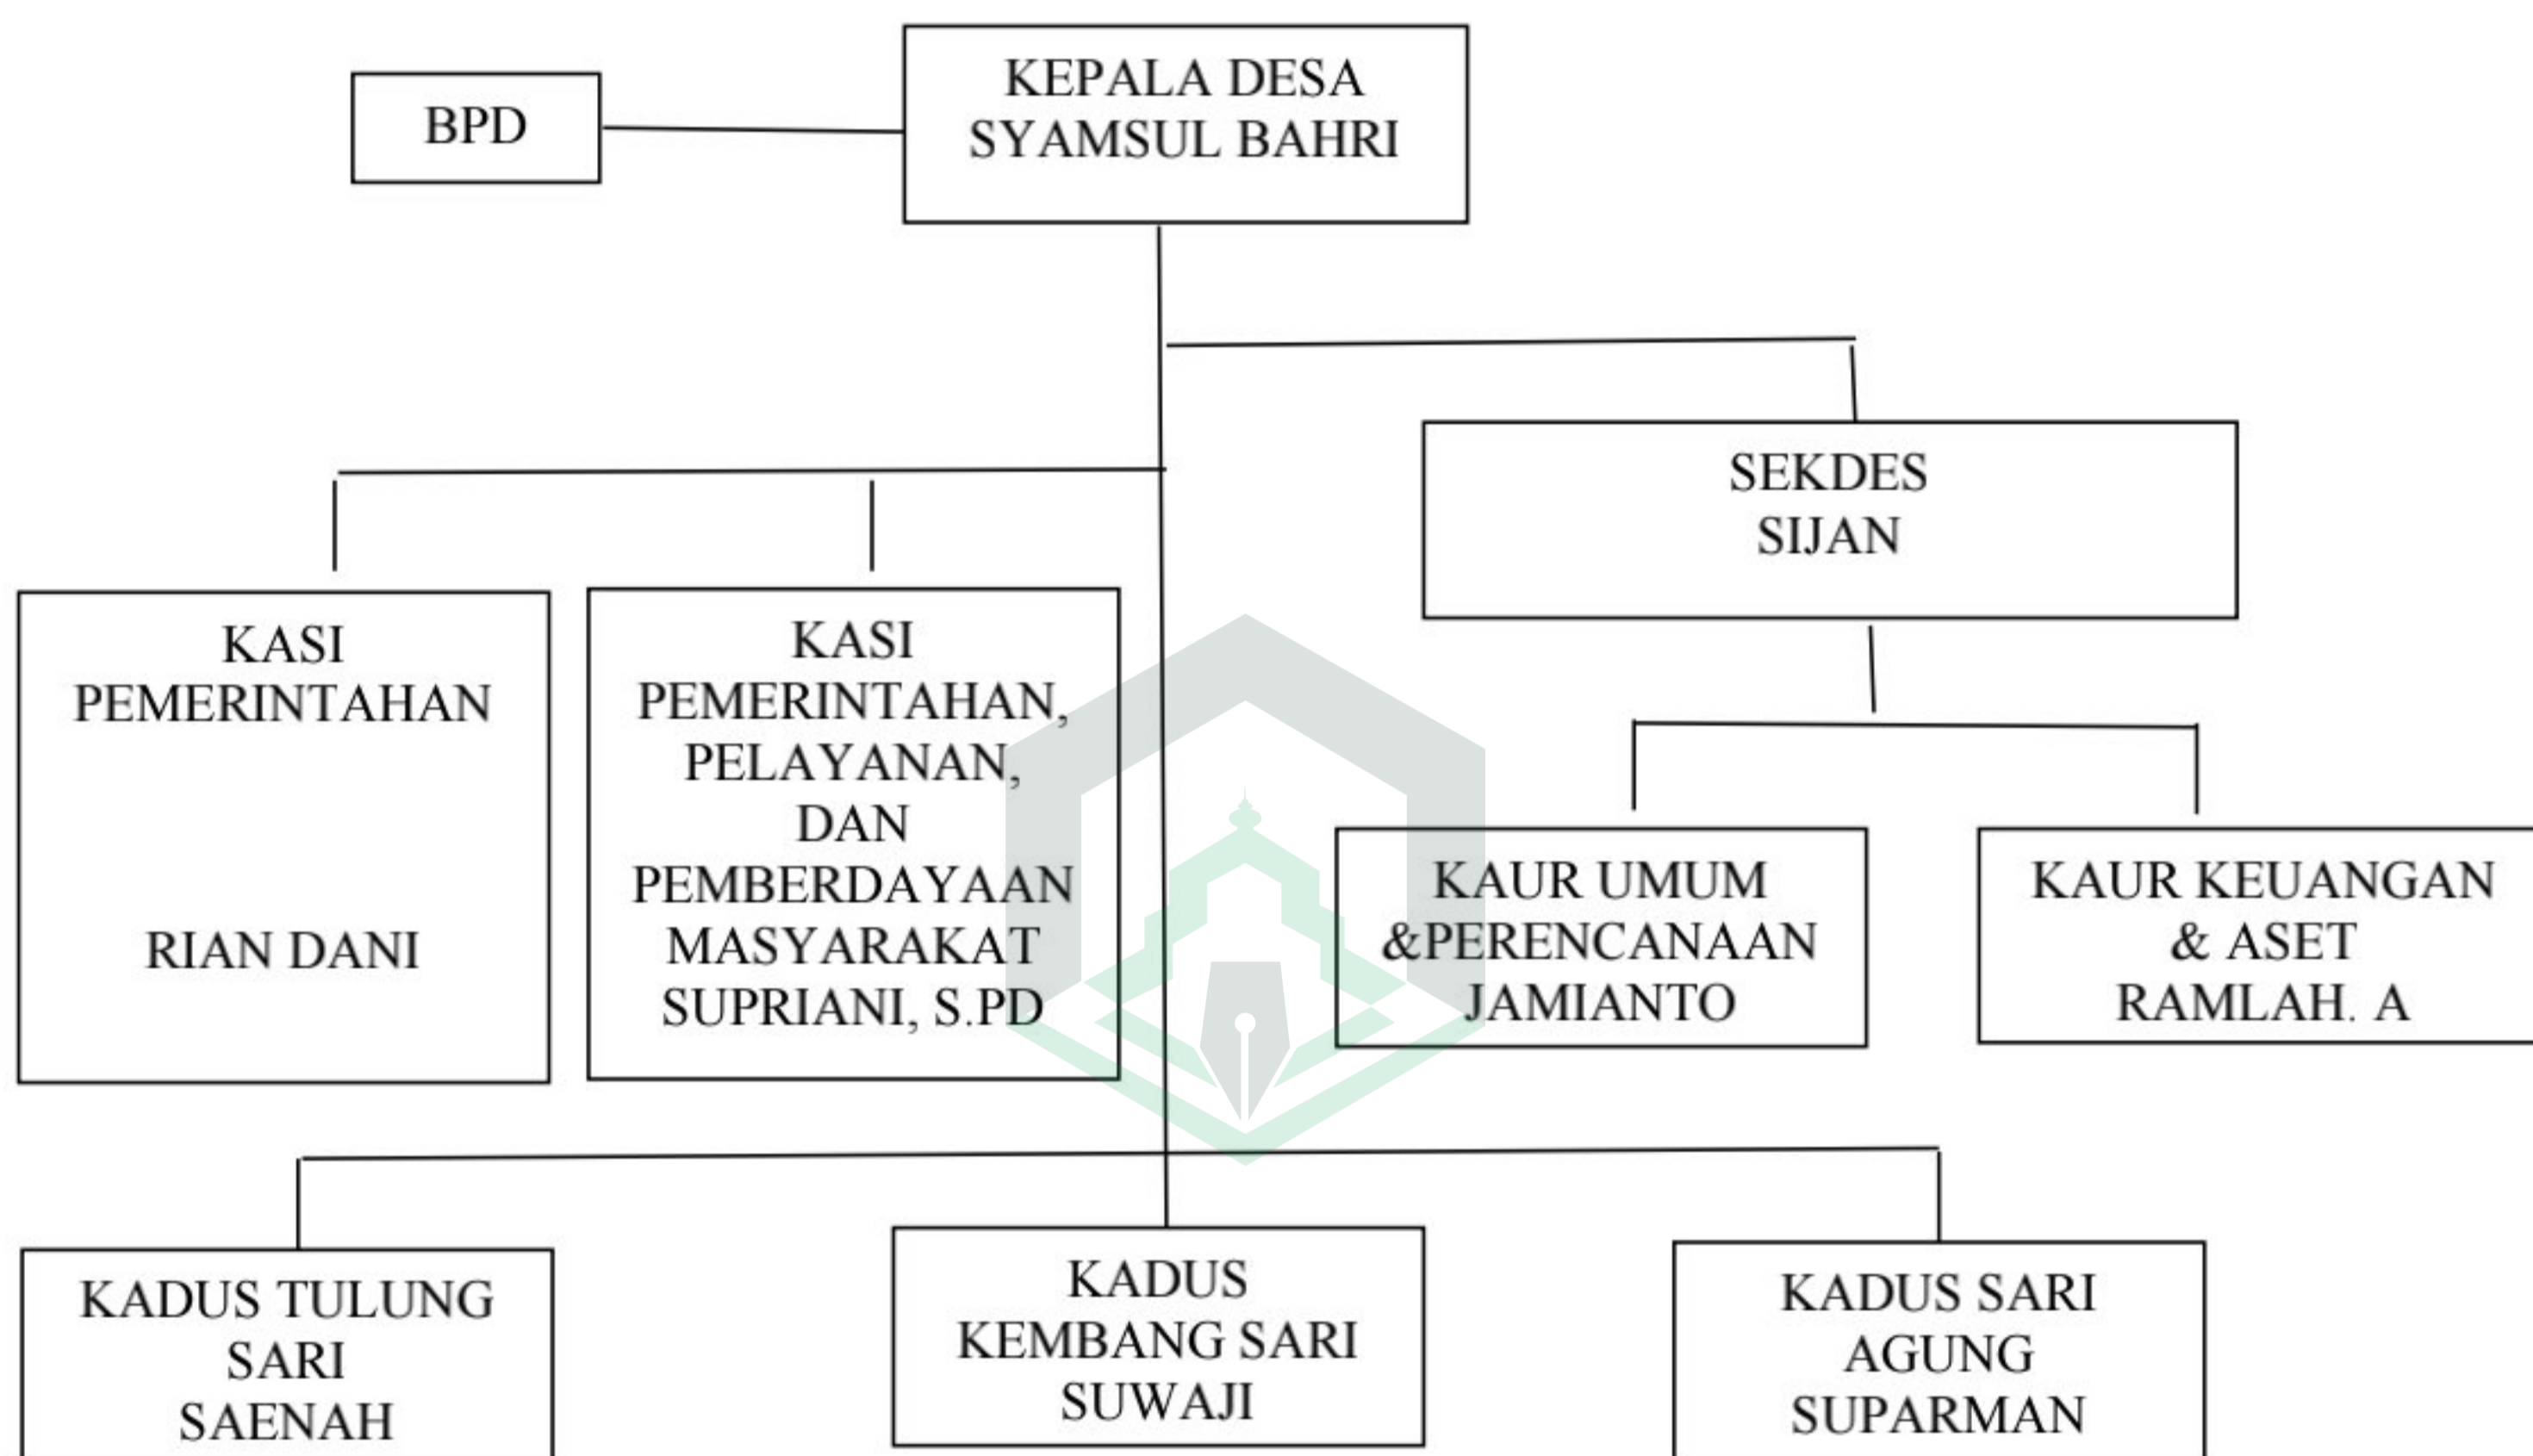 BPD
KEPALA DESA
SYAMSUL BAHRI
SEKDES
SIJAN
KASI
PEMERINTAHAN
RIAN DANI
KASI
PEMERINTAHAN,
PELAYANAN,
DAN
PEMBERDAYAAN
MASYARAKAT
SUPRIANI, S.PD
KAUR UMUM
&PERENCANAAN
JAMIANTO
KAUR KEUANGAN
& ASET
RAMLAH. A
KADUS TULUNG
SARI
SAENAH
KADUS
KEMBANG SARI
SUWAJI
KADUS SARI
AGUNG
SUPARMAN